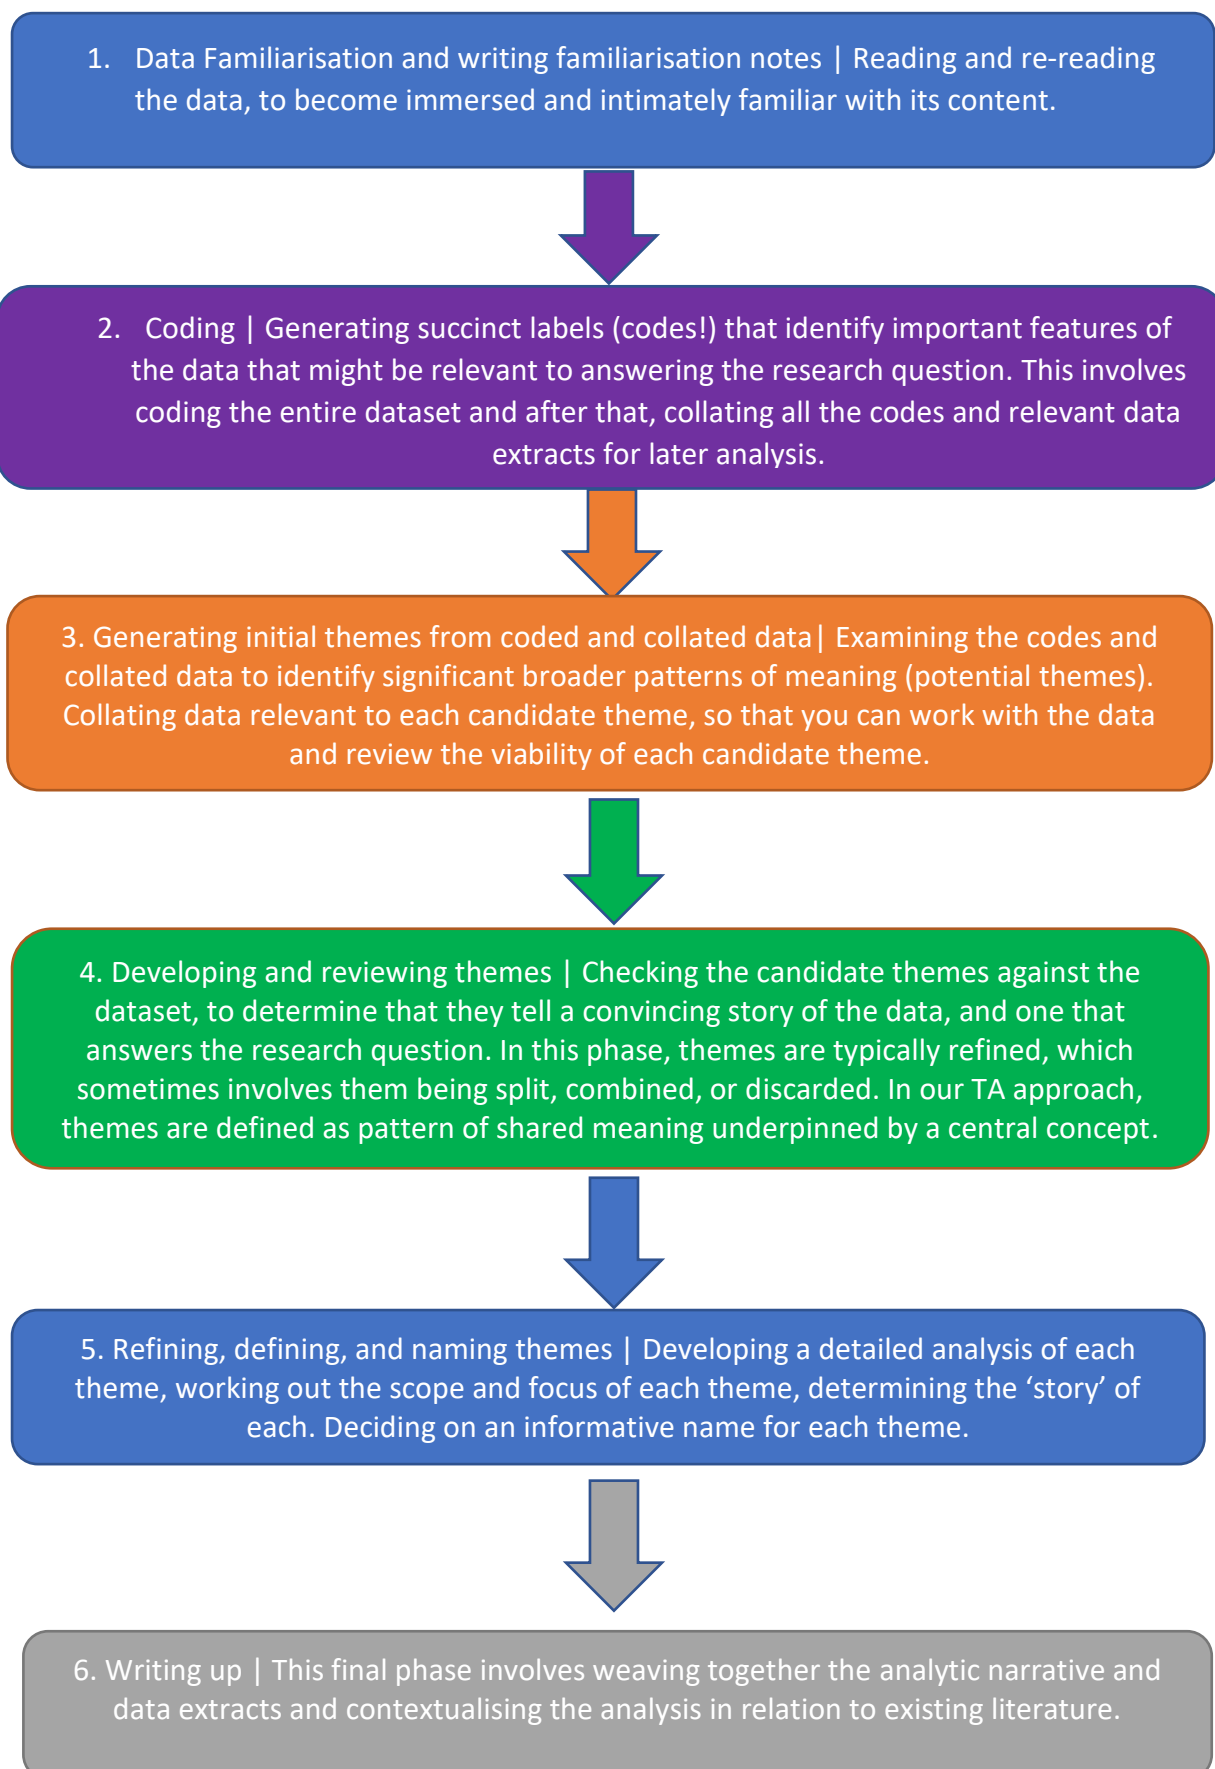 1. Data Familiarisation and writing familiarisation notes | Reading and re-reading
the data, to become immersed and intimately familiar with its content.
2. Coding | Generating succinct labels (codes!) that identify important features of
the data that might be relevant to answering the research question. This involves
coding the entire dataset and after that, collating all the codes and relevant data
extracts for later analysis.
3. Generating initial themes from coded and collated data| Examining the codes and
collated data to identify significant broader patterns of meaning (potential themes).
Collating data relevant to each candidate theme, so that you can work with the data
and review the viability of each candidate theme.
4. Developing and reviewing themes | Checking the candidate themes against the
dataset, to determine that they tell a convincing story of the data, and one that
answers the research question. In this phase, themes are typically refined, which
sometimes involves them being split, combined, or discarded. In our TA approach,
themes are defined as pattern of shared meaning underpinned by a central concept.
5. Refining, defining, and naming themes | Developing a detailed analysis of each
theme, working out the scope and focus of each theme, determining the ‘story’ of
each. Deciding on an informative name for each theme.
6. Writing up | This final phase involves weaving together the analytic narrative and
data extracts and contextualising the analysis in relation to existing literature.